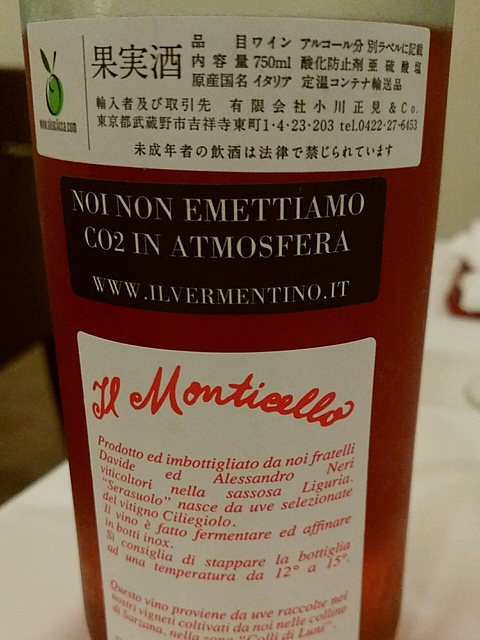 果実酒
品 目 ワイン アルコール分 別ラベルに記載
内 容 量 750ml 酸化防止剤 亜 硫 酸 塩
原産国名 イタリア 定温コンテナ輸送品
輸入者及び取引先 有 限 会 社 小 川 正 見 & Co.
東京都武蔵野市吉祥寺東町1-4-23-203 tel.0422-27-6453
未成年者の飲酒は法律で禁じられています
NOI NON EMETTIAMO
CO2 IN ATMOSFERA
WWW.ILVERMENTINO.IT
Il Monticello
Prodotto ed imbottigliato da noi fratelli
Davide ed Alessandro Neri
viticoltori nella sassosa Liguria.
"Serasuolo" nasce da uve selezionate
del vitigno Ciliegiolo.
Il vino è fatto fermentare ed affinare
in botti inox.
Si consiglia di stappare la bottiglia
ad una temperatura da 12° a 15°.
Questo vino proviene da uve raccolte nei
nostri vigneti coltivati da noi nelle colline
di Sarzana, nella zona "Colli di Luni"